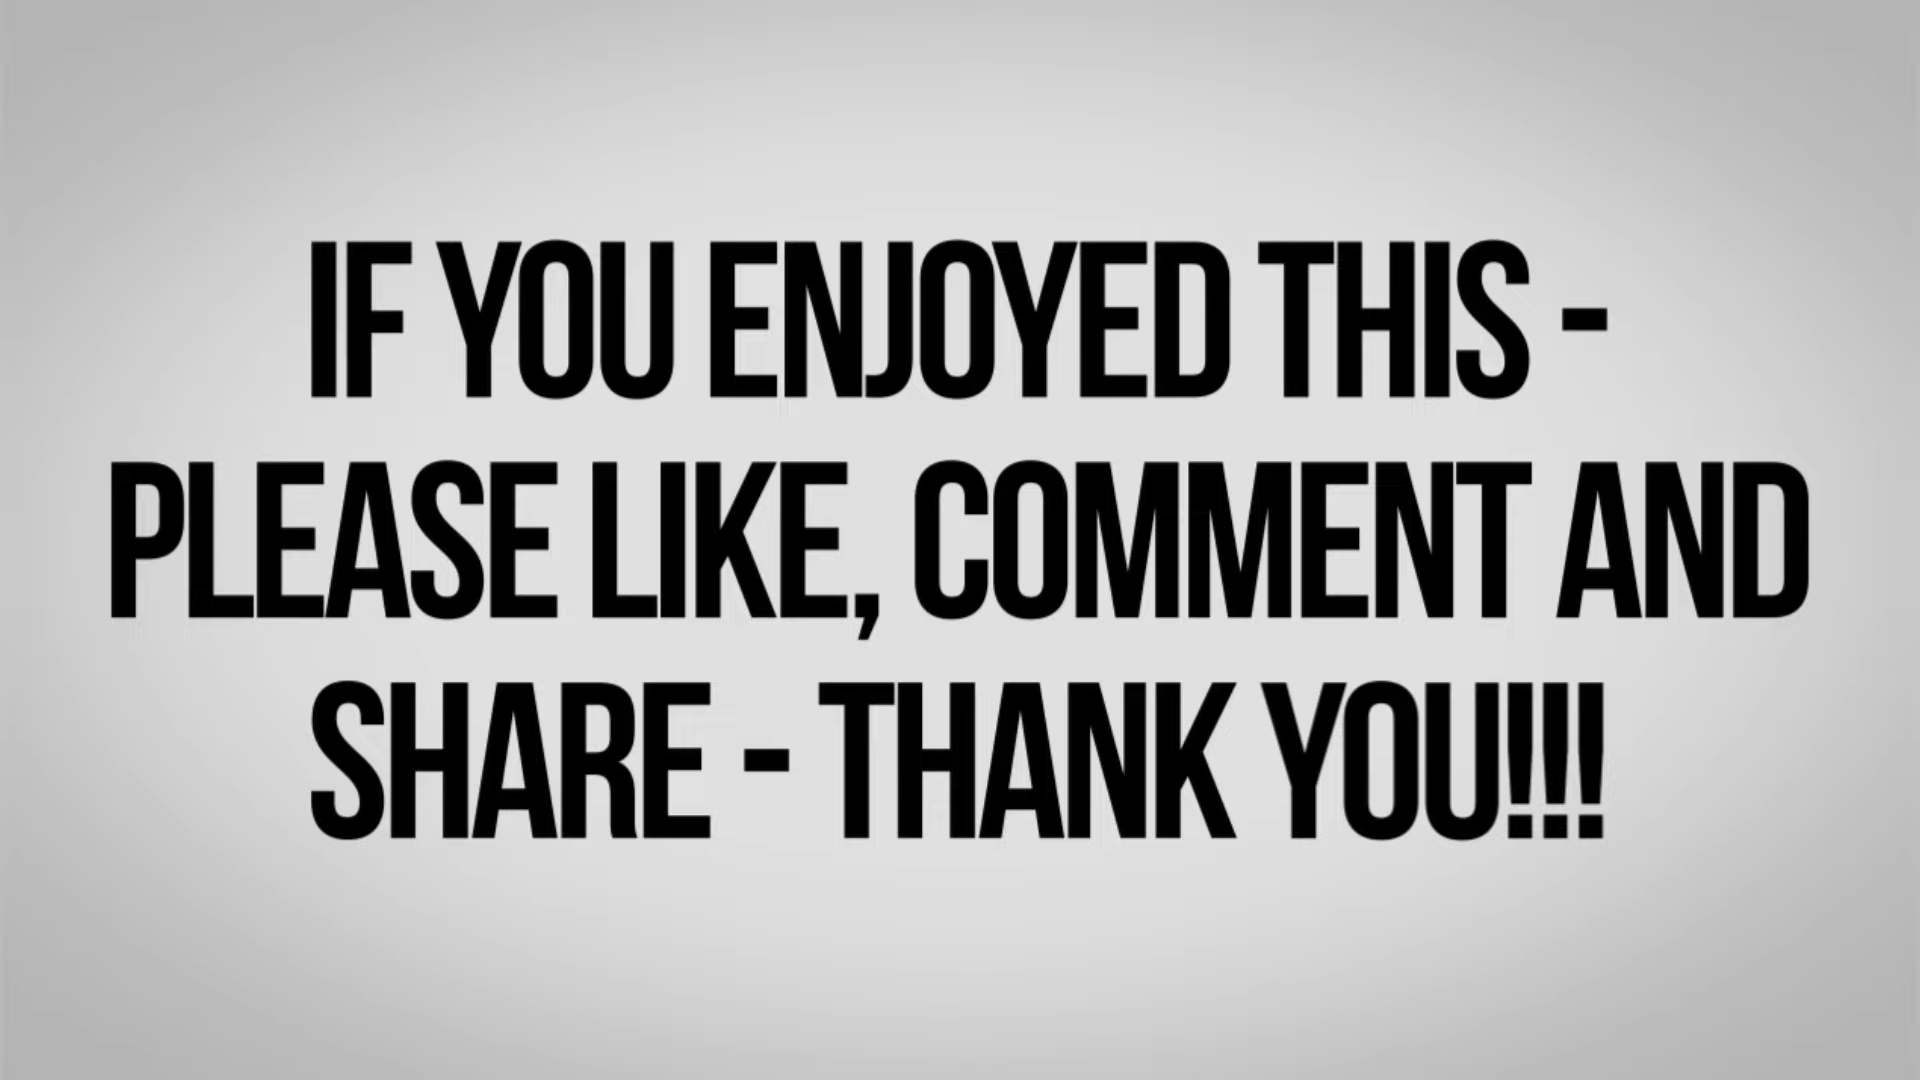 IF YOU ENJOYED THIS -
PLEASE LIKE, COMMENT AND
SHARE - THANK YOU!!!